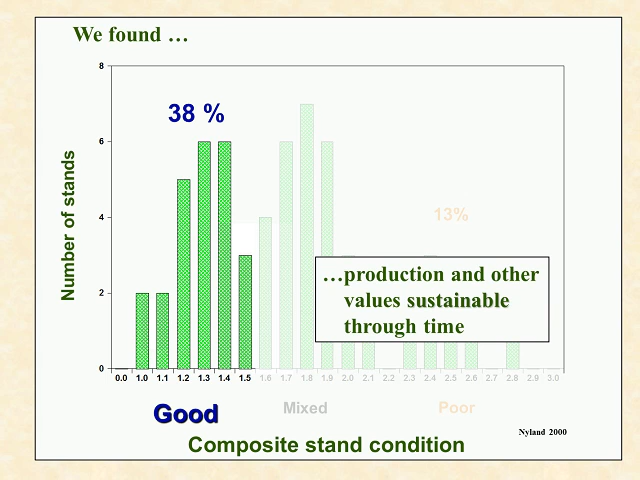 We found …
8
38 %
6
Number of stands
4
13%
…production and other
values sustainable
through time
2
0
0.0 1.0 1.1 1.2 1.3 1.4 1.5 1.6 1.7 1.8 1.9 2.0 2.1 2.2 2.3 2.4 2.5 2.6 2.7 2.8 2.9 3.0
Good Mixed Poor
Nyland 2000
Composite stand condition